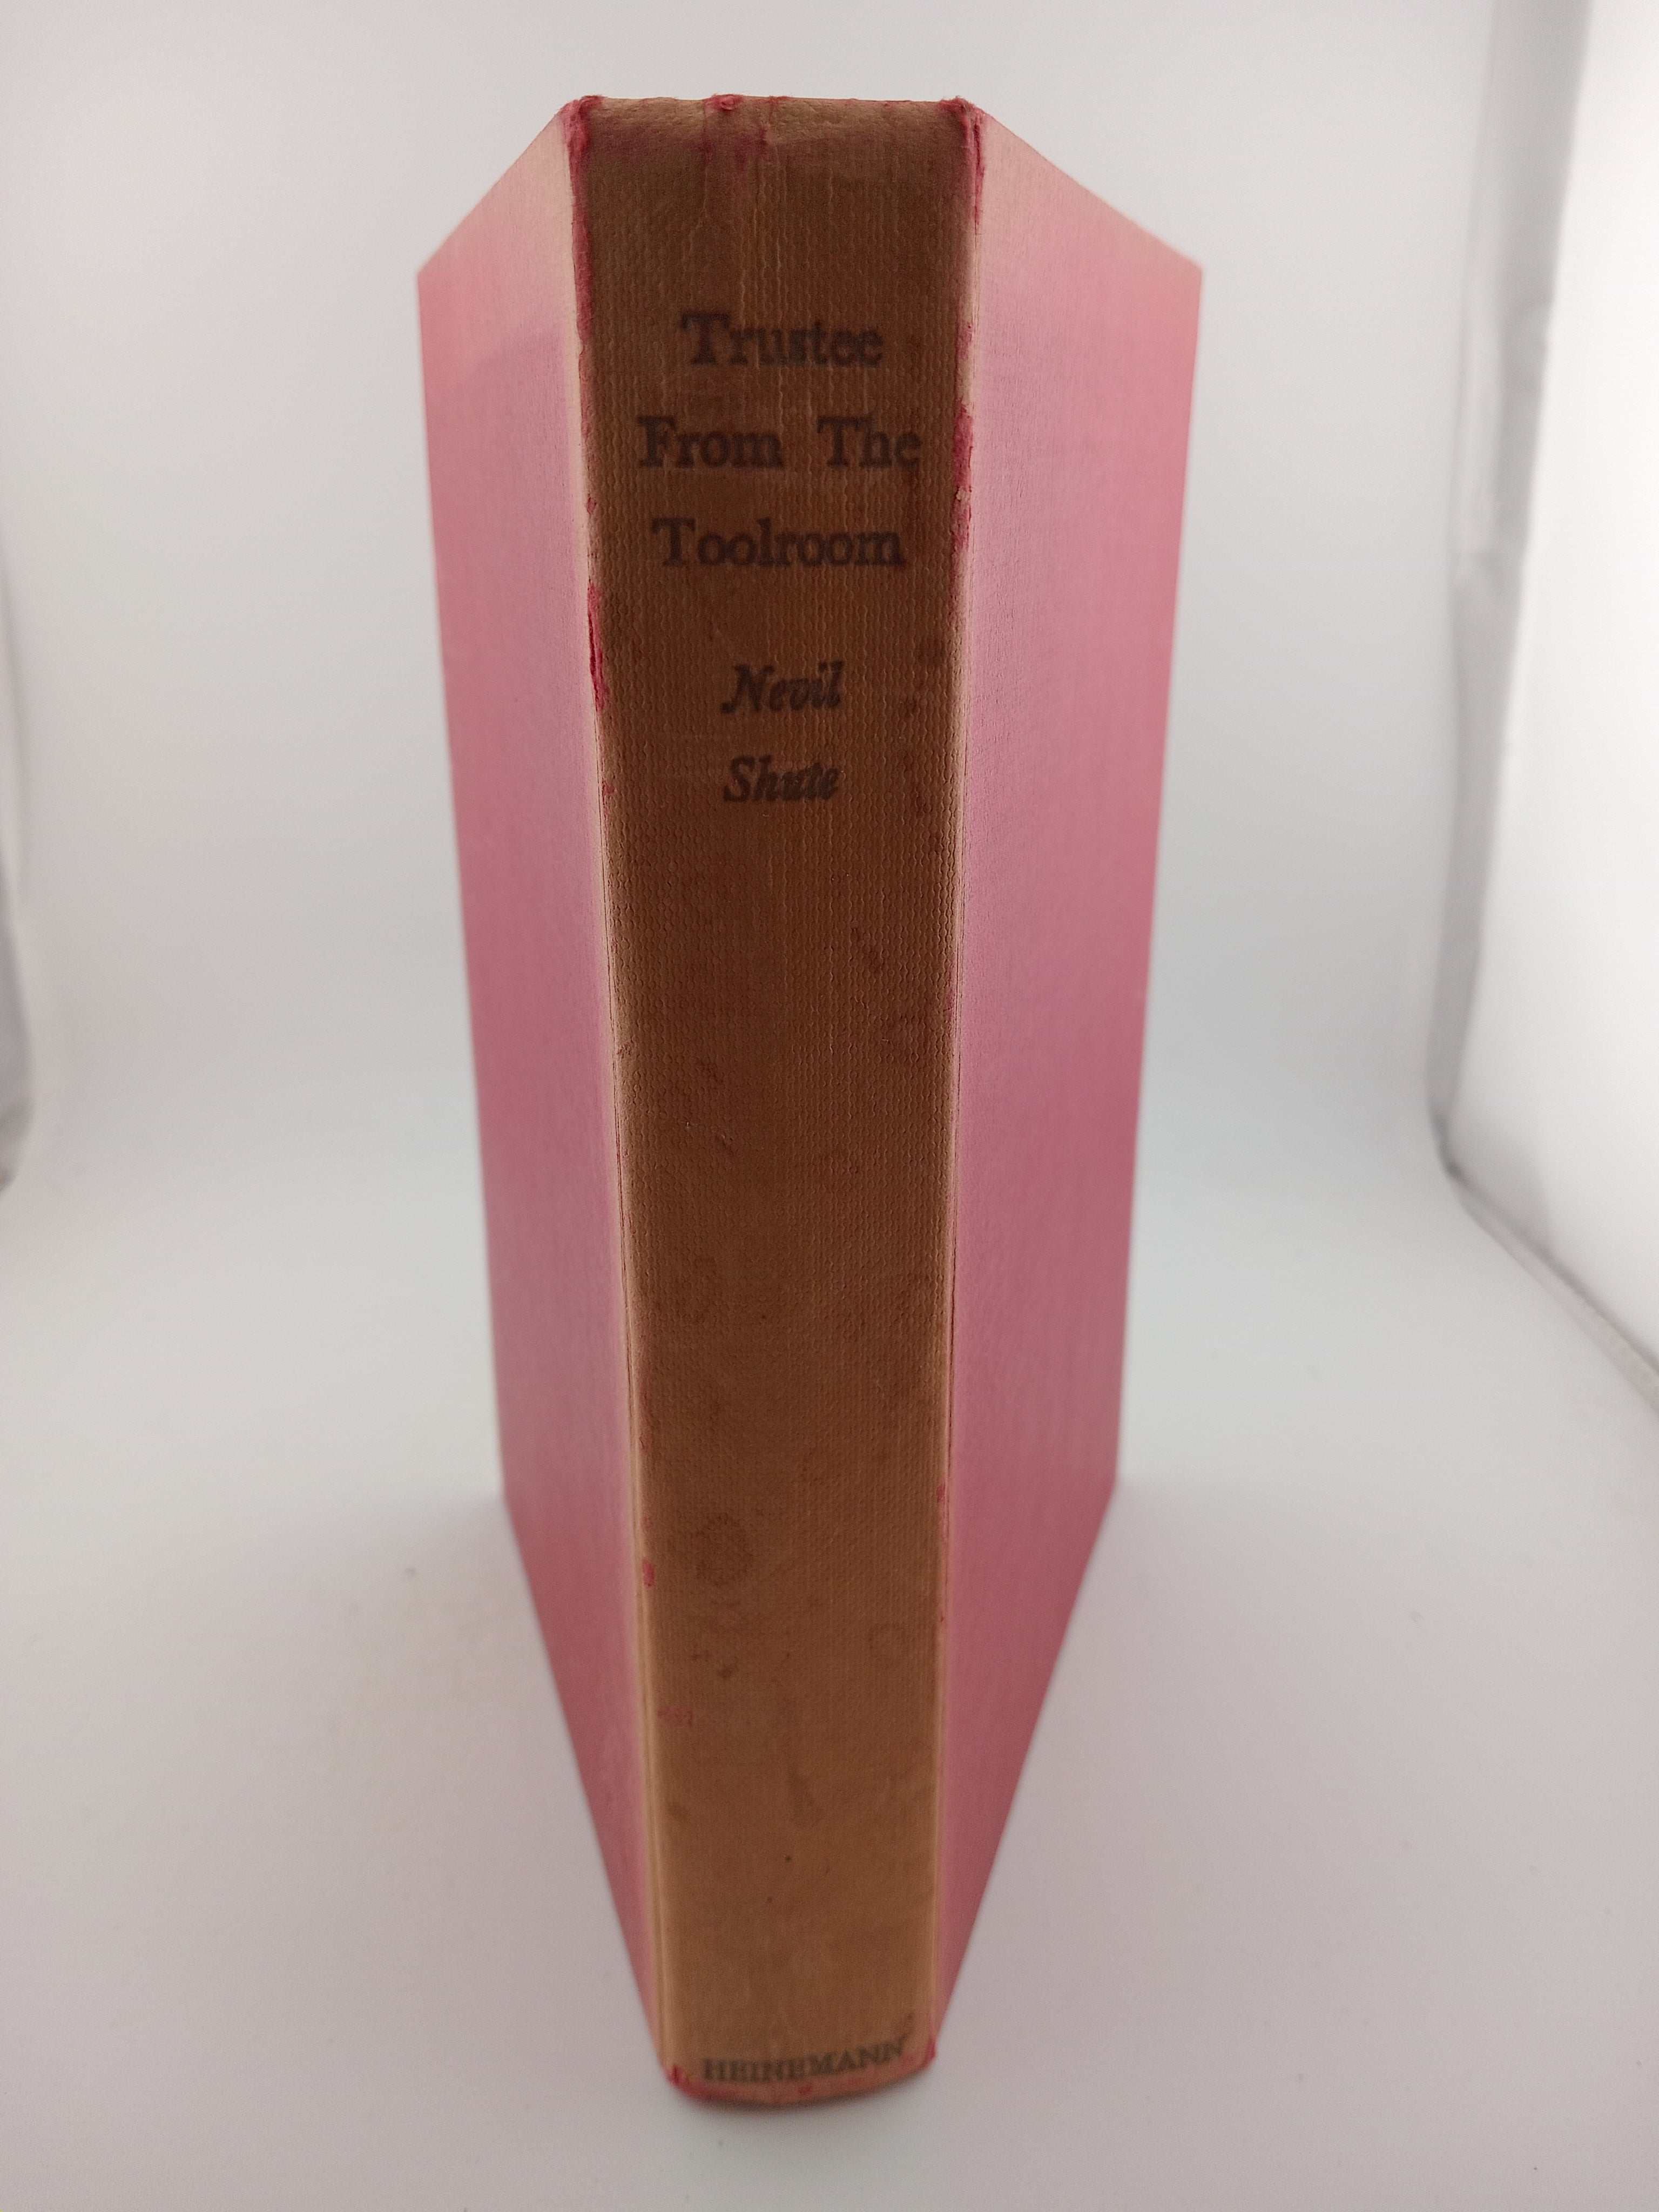 Trustee
From The
Toolroom
Nevil
Shute
HEINEMANN